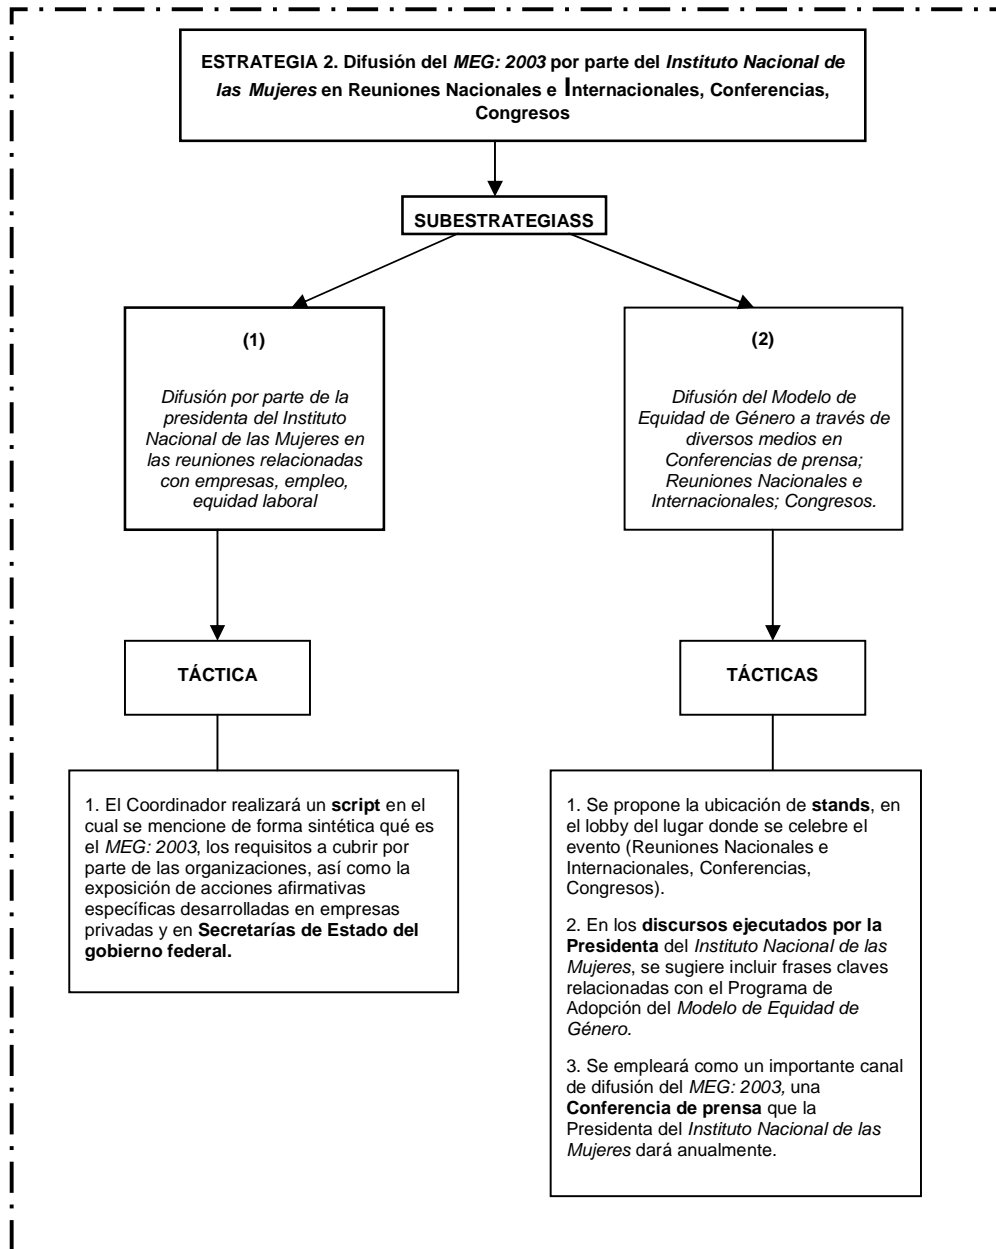 ESTRATEGIA 2. Difusión del MEG: 2003 por parte del Instituto Nacional de
las Mujeres en Reuniones Nacionales e Internacionales, Conferencias,
Congresos
SUBESTRATEGIASS
(1)
Difusión por parte de la
presidenta del Instituto
Nacional de las Mujeres en
las reuniones relacionadas
con empresas, empleo,
equidad laboral
(2)
Difusión del Modelo de
Equidad de Género a través de
diversos medios en
Conferencias de prensa;
Reuniones Nacionales e
Internacionales; Congresos.
TÁCTICA
TÁCTICAS
1. El Coordinador realizará un script en el
cual se mencione de forma sintética qué es
el MEG: 2003, los requisitos a cubrir por
parte de las organizaciones, así como la
exposición de acciones afirmativas
específicas desarrolladas en empresas
privadas y en Secretarías de Estado del
gobierno federal.
1. Se propone la ubicación de stands, en
el lobby del lugar donde se celebre el
evento (Reuniones Nacionales e
Internacionales, Conferencias,
Congresos).
2. En los discursos ejecutados por la
Presidenta del Instituto Nacional de las
Mujeres, se sugiere incluir frases claves
relacionadas con el Programa de
Adopción del Modelo de Equidad de
Género.
3. Se empleará como un importante canal
de difusión del MEG: 2003, una
Conferencia de prensa que la
Presidenta del Instituto Nacional de las
Mujeres dará anualmente.